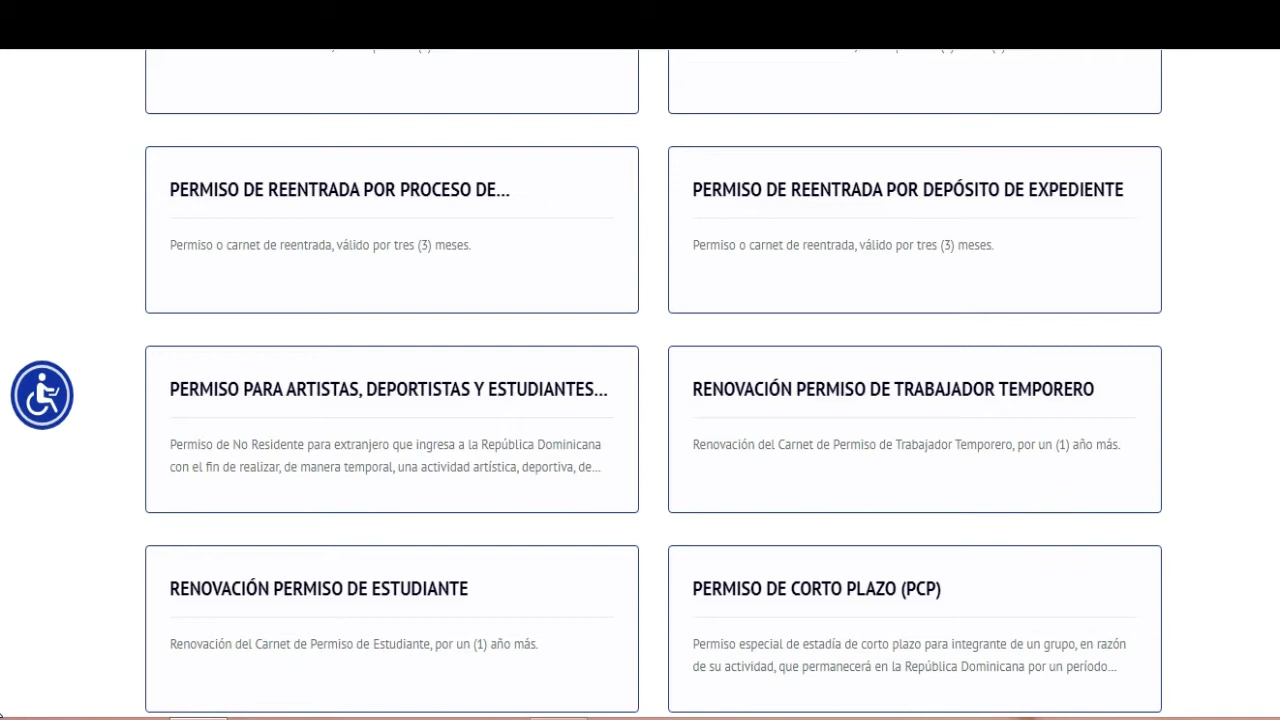 PERMISO DE REENTRADA POR PROCESO DE...
Permiso o carnet de reentrada, válido por tres (3) meses.
PERMISO DE REENTRADA POR DEPÓSITO DE EXPEDIENTE
Permiso o carnet de reentrada, válido por tres (3) meses.
PERMISO PARA ARTISTAS, DEPORTISTAS Y ESTUDIANTES...
Permiso de No Residente para extranjero que ingresa a la República Dominicana
con el fin de realizar, de manera temporal, una actividad artística, deportiva, de...
RENOVACIÓN PERMISO DE TRABAJADOR TEMPORERO
Renovación del Carnet de Permiso de Trabajador Temporero, por un (1) año más.
RENOVACIÓN PERMISO DE ESTUDIANTE
Renovación del Carnet de Permiso de Estudiante, por un (1) año más.
PERMISO DE CORTO PLAZO (PCP)
Permiso especial de estadía de corto plazo para integrante de un grupo, en razón
de su actividad, que permanecerá en la República Dominicana por un período...